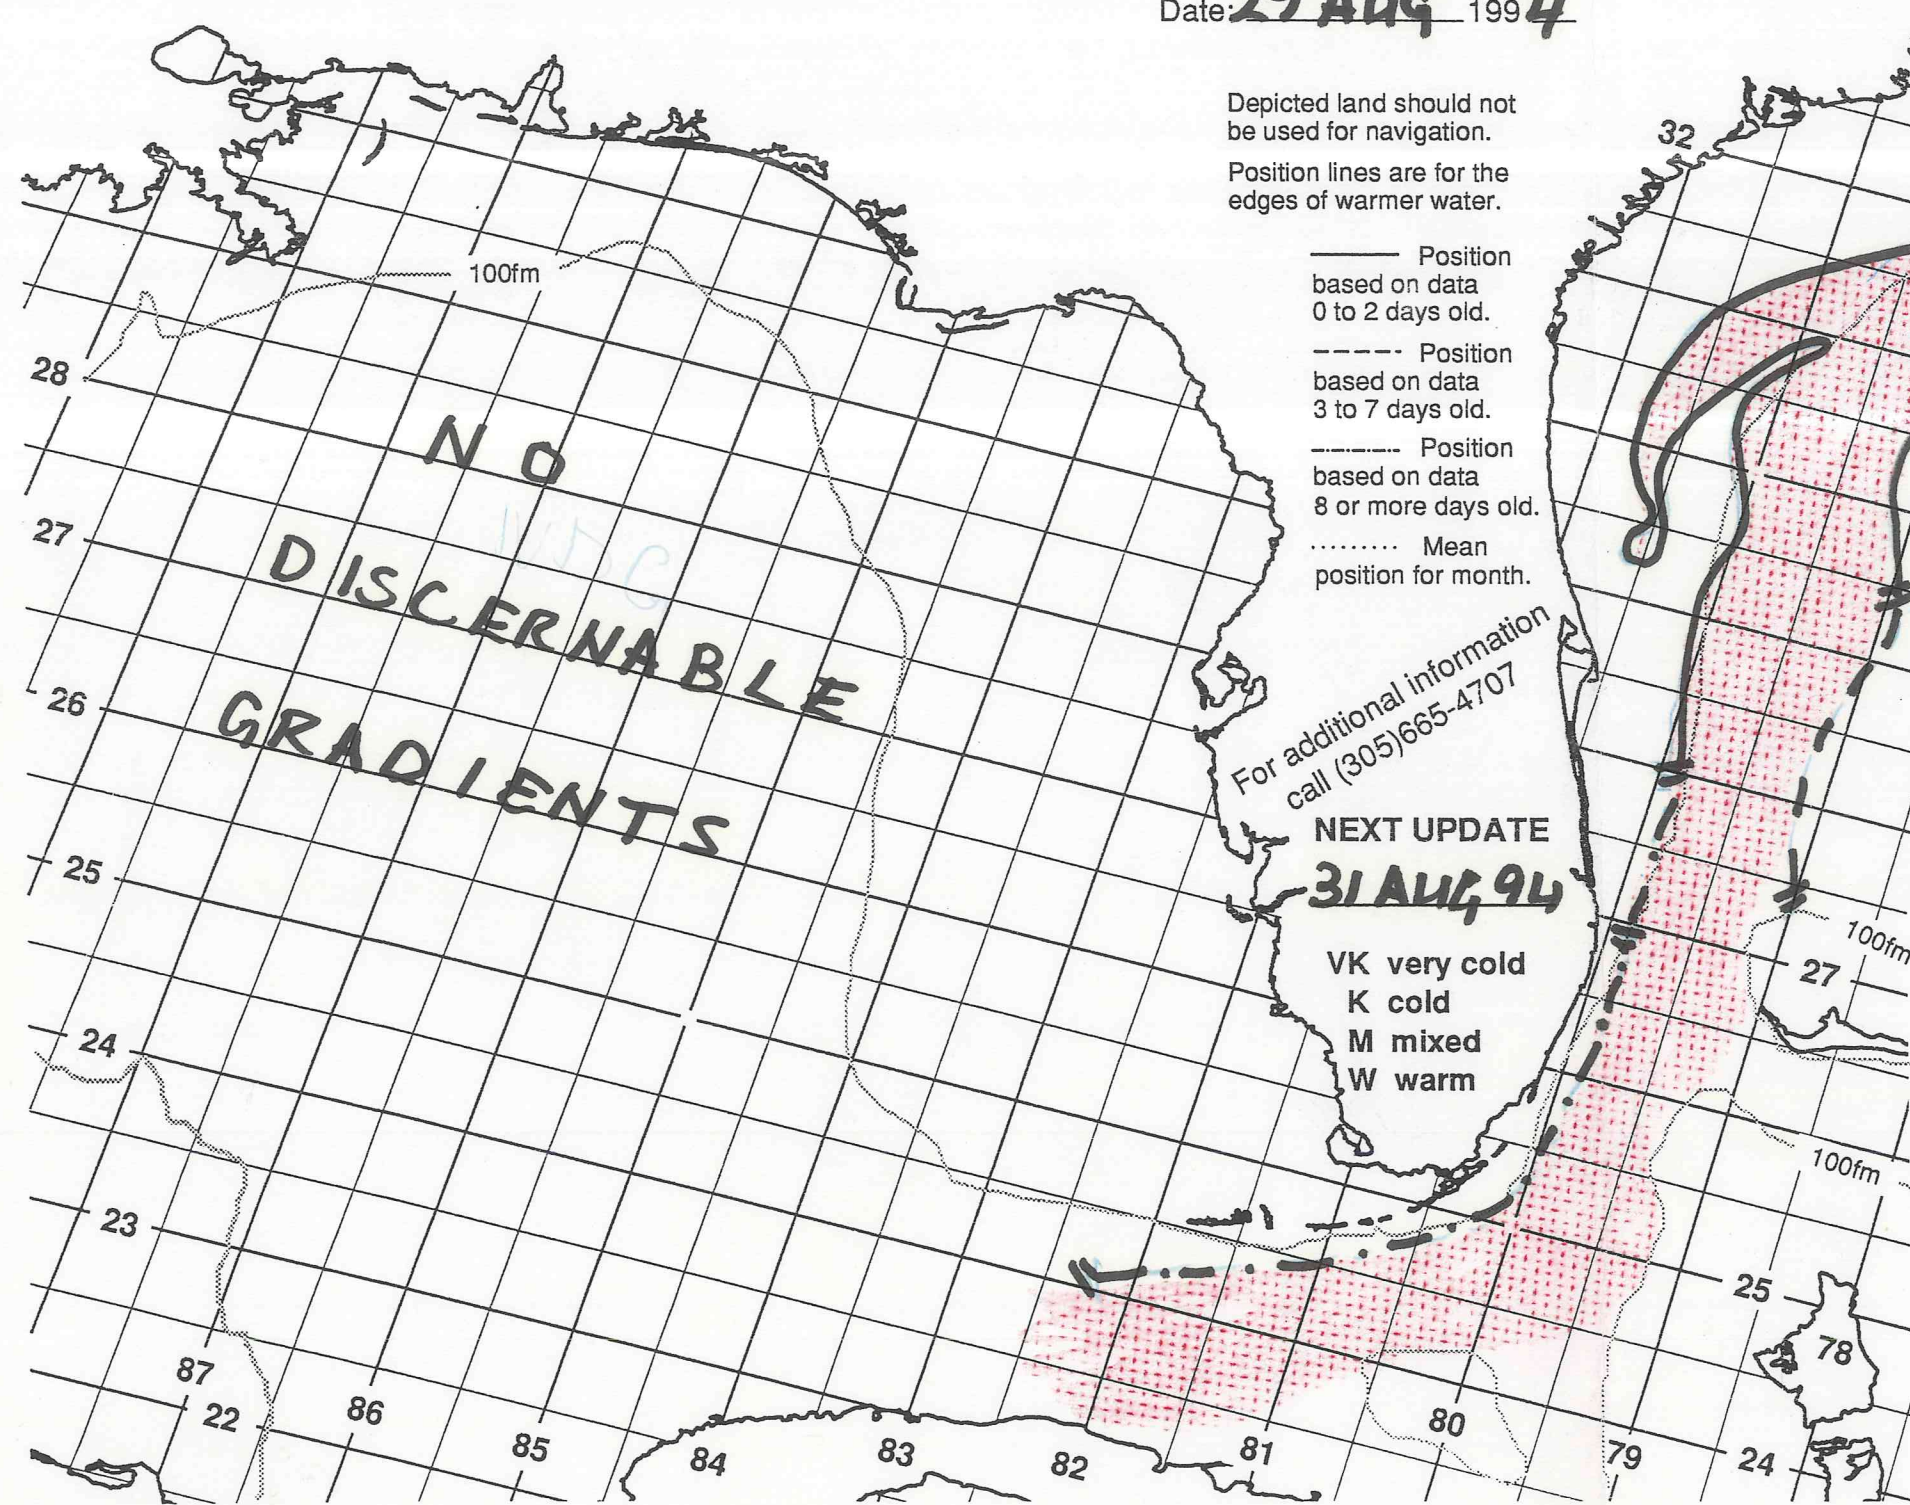 Date: 29 AUG 1994
Depicted land should not
be used for navigation.
Position lines are for the
edges of warmer water.
Position
based on data
0 to 2 days old.
Position
based on data
3 to 7 days old.
Position
based on data
8 or more days old.
Mean
position for month.
For additional information
call (305)665-4707
NEXT UPDATE
31 AUG 94
VK very cold
K cold
M mixed
W warm
NO
DISCERNABLE
GRADIENTS
100fm
32
28
27
26
25
24
23
22
87
86
85
84
83
82
81
80
79
78
24
25
27
100fm
100fm